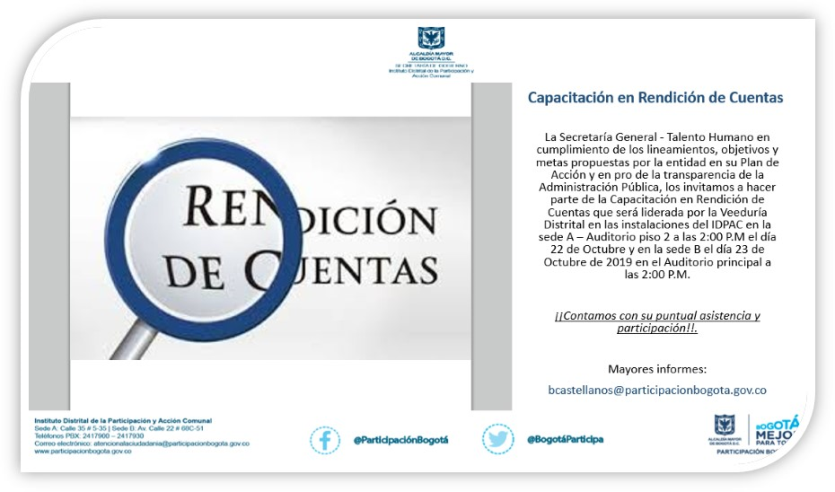 ALCALDÍA MAYOR
DE BOGOTÁ D.C.
Instituto Distrital de la Participación y
Acción Comunal
RENDICIÓN
DE CUENTAS
Capacitación en Rendición de Cuentas
La Secretaría General - Talento Humano en
cumplimiento de los lineamientos, objetivos y
metas propuestas por la entidad en su Plan de
Acción y en pro de la transparencia de la
Administración Pública, los invitamos a hacer
parte de la Capacitación en Rendición de
Cuentas que será liderada por la Veeduría
Distrital en las instalaciones del IDPAC en la
sede A – Auditorio piso 2 a las 2:00 P.M el día
22 de Octubre y en la sede B el día 23 de
Octubre de 2019 en el Auditorio principal a
las 2:00 P.M.
¡¡Contamos con su puntual asistencia y
participación!!.
Mayores informes:
bcastellanos@participacionbogota.gov.co
Instituto Distrital de la Participación y Acción Comunal
Sede A: Calle 35 # 5-35 | Sede B: Av. Calle 22 # 68C-51
Teléfonos PBX: 2417900 – 2417930
Correo electrónico: atencionalaciudadania@participacionbogota.gov.co
www.participacionbogota.gov.co
@ParticipaciónBogotá
@BogotáParticipa
ALCALDÍA MAYOR
DE BOGOTÁ D.C.
BOGOTÁ
MEJO
PARA TO
PARTICIPACIÓN BO